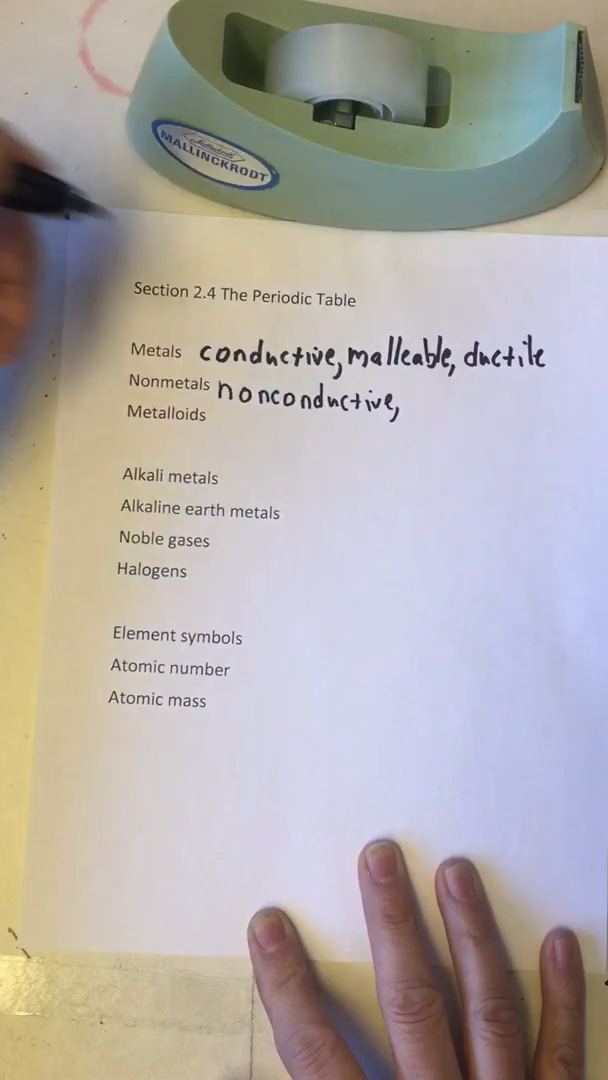 MALLINCKRODT
Section 2.4 The Periodic Table
Metals conductive, malleable, ductile
Nonmetals nonconductive,
Metalloids
Alkali metals
Alkaline earth metals
Noble gases
Halogens
Element symbols
Atomic number
Atomic mass